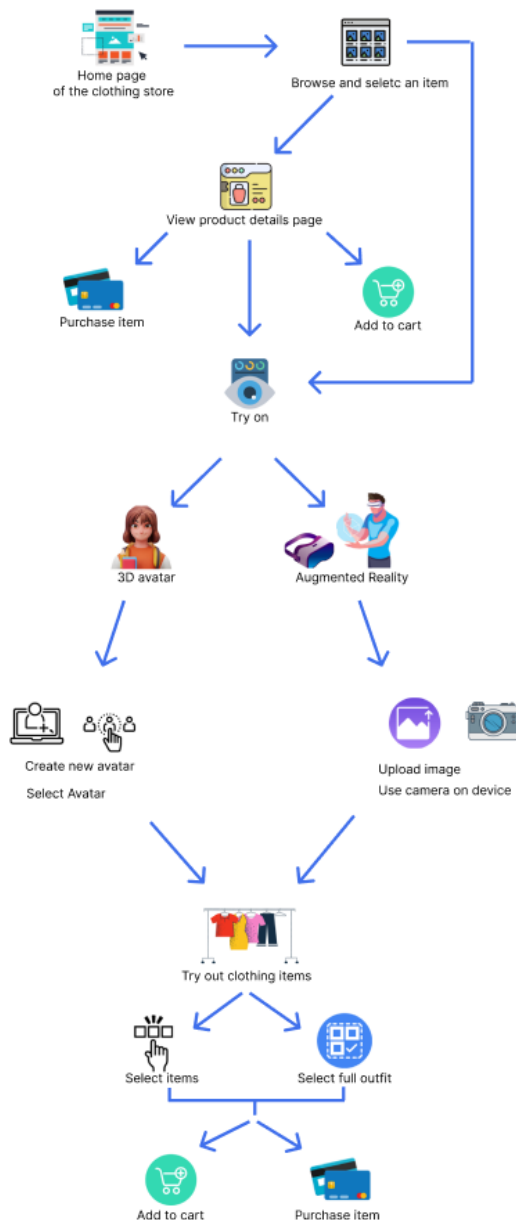 Home page
of the clothing store
Browse and seletc an item
View product details page
Purchase item
Add to cart
Try on
3D avatar
Augmented Reality
Create new avatar
Select Avatar
Upload image
Use camera on device
Try out clothing items
Select items
Select full outfit
Add to cart
Purchase item